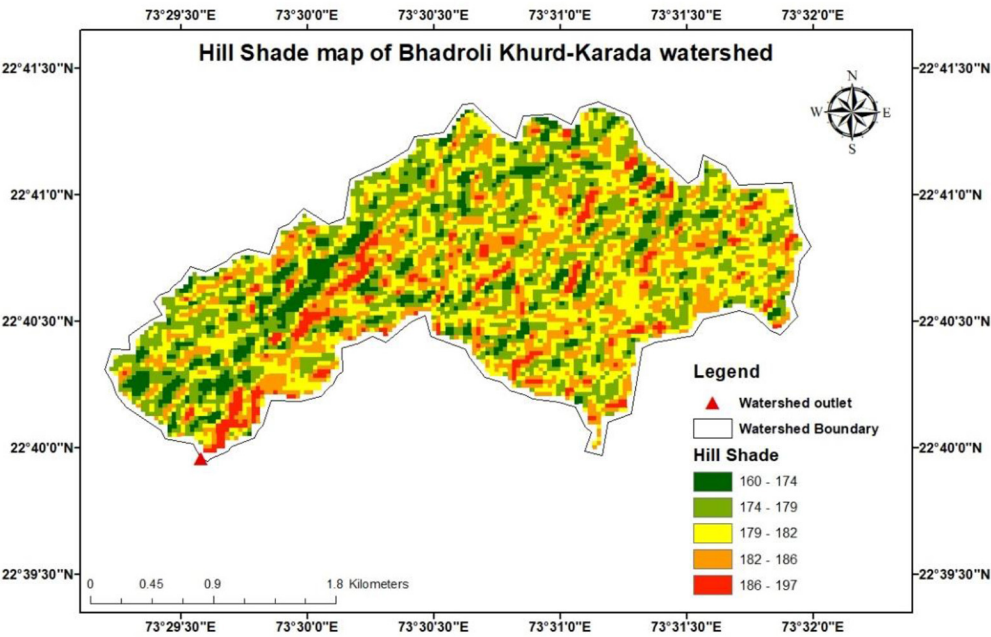 73°29'30"E 73°30'0"E 73°30'30"E 73°31'0"E 73°31'30"E 73°32'0"E
Hill Shade map of Bhadroli Khurd-Karada watershed
22°41'30"N 22°41'30"N
N
W E
S
22°41'0"N 22°41'0"N
22°40'30"N 22°40'30"N
Legend
Watershed outlet
Watershed Boundary
22°40'0"N 22°40'0"N
Hill Shade
160 - 174
174 - 179
179 - 182
182 - 186
186 - 197
22°39'30"N 22°39'30"N
0 0.45 0.9 1.8 Kilometers
73°29'30"E 73°30'0"E 73°30'30"E 73°31'0"E 73°31'30"E 73°32'0"E